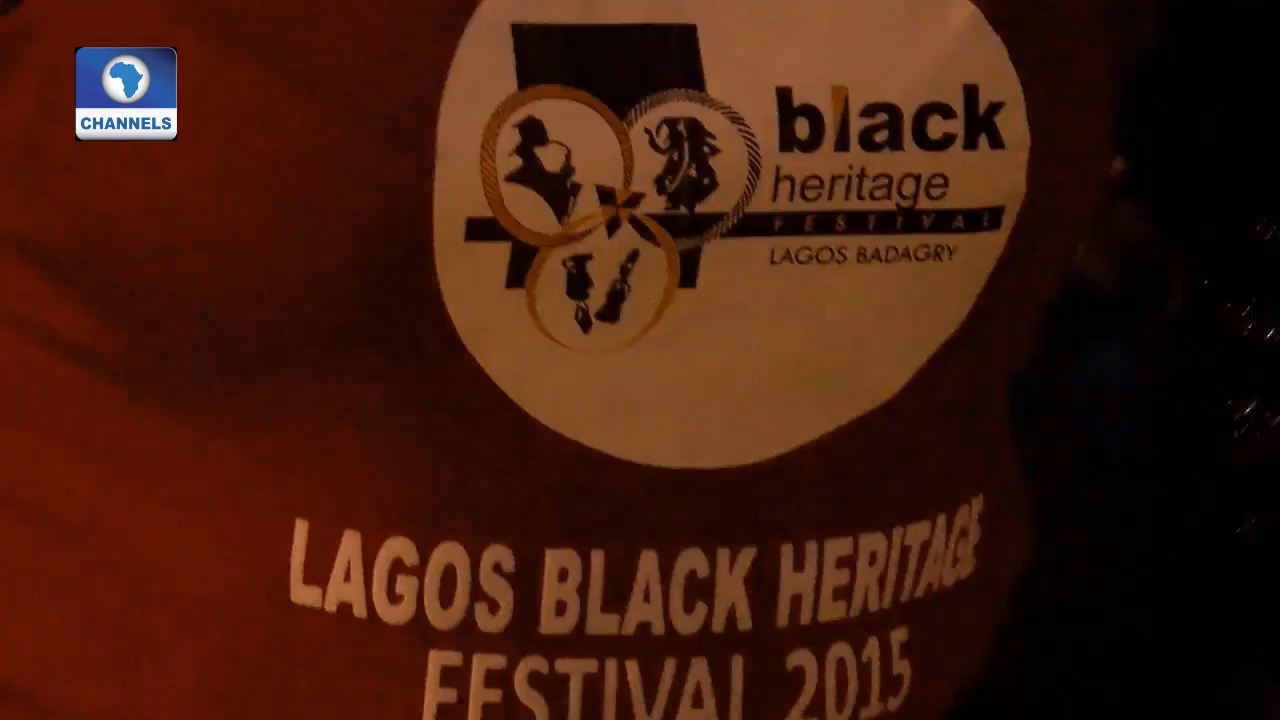 CHANNELS
black
heritage
FESTIVAL
LAGOS BADAGRY
LAGOS BLACK HERITAGE
FESTIVAL 2015